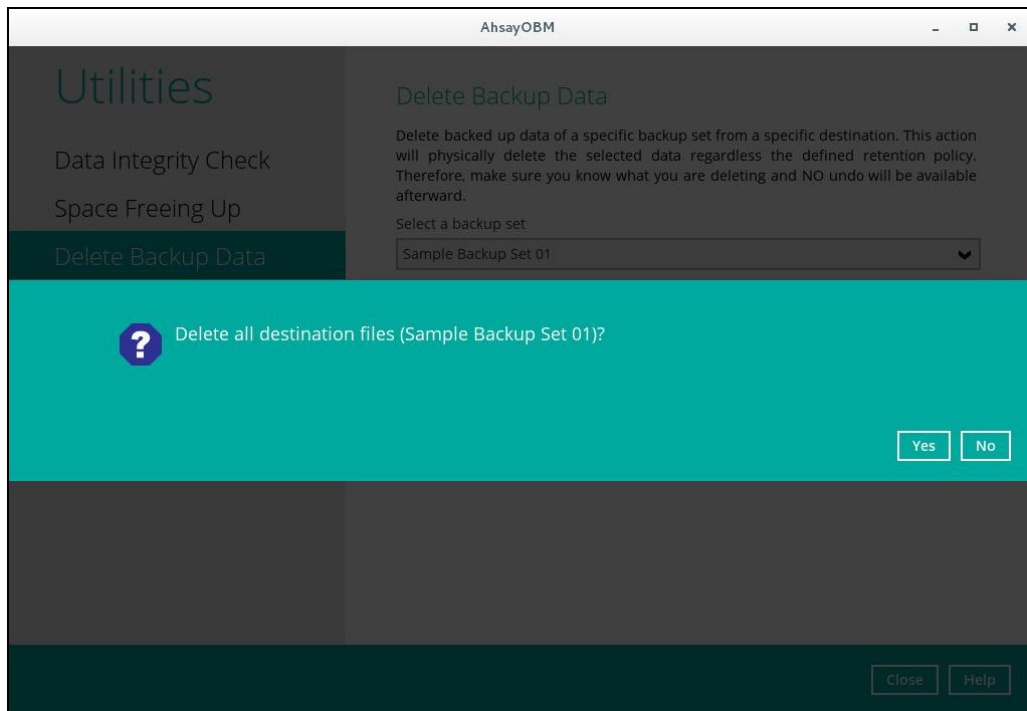 AhsayOBM
Utilities
Data Integrity Check
Space Freeing Up
Delete Backup Data
Delete Backup Data
Delete backed up data of a specific backup set from a specific destination. This action
will physically delete the selected data regardless the defined retention policy.
Therefore, make sure you know what you are deleting and NO undo will be available
afterward.
Select a backup set
Sample Backup Set 01
Delete all destination files (Sample Backup Set 01)?
Yes No
Close Help